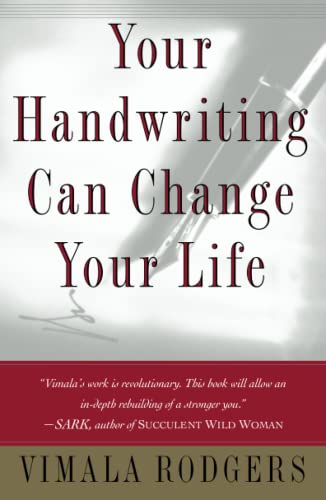 Your
Handwriting
Can Change
Your Life
“Vimala’s work is revolutionary. This book will allow an
in-depth rebuilding of a stronger you.”
—SARK, author of SUCCULENT WILD WOMAN
VIMALA RODGERS